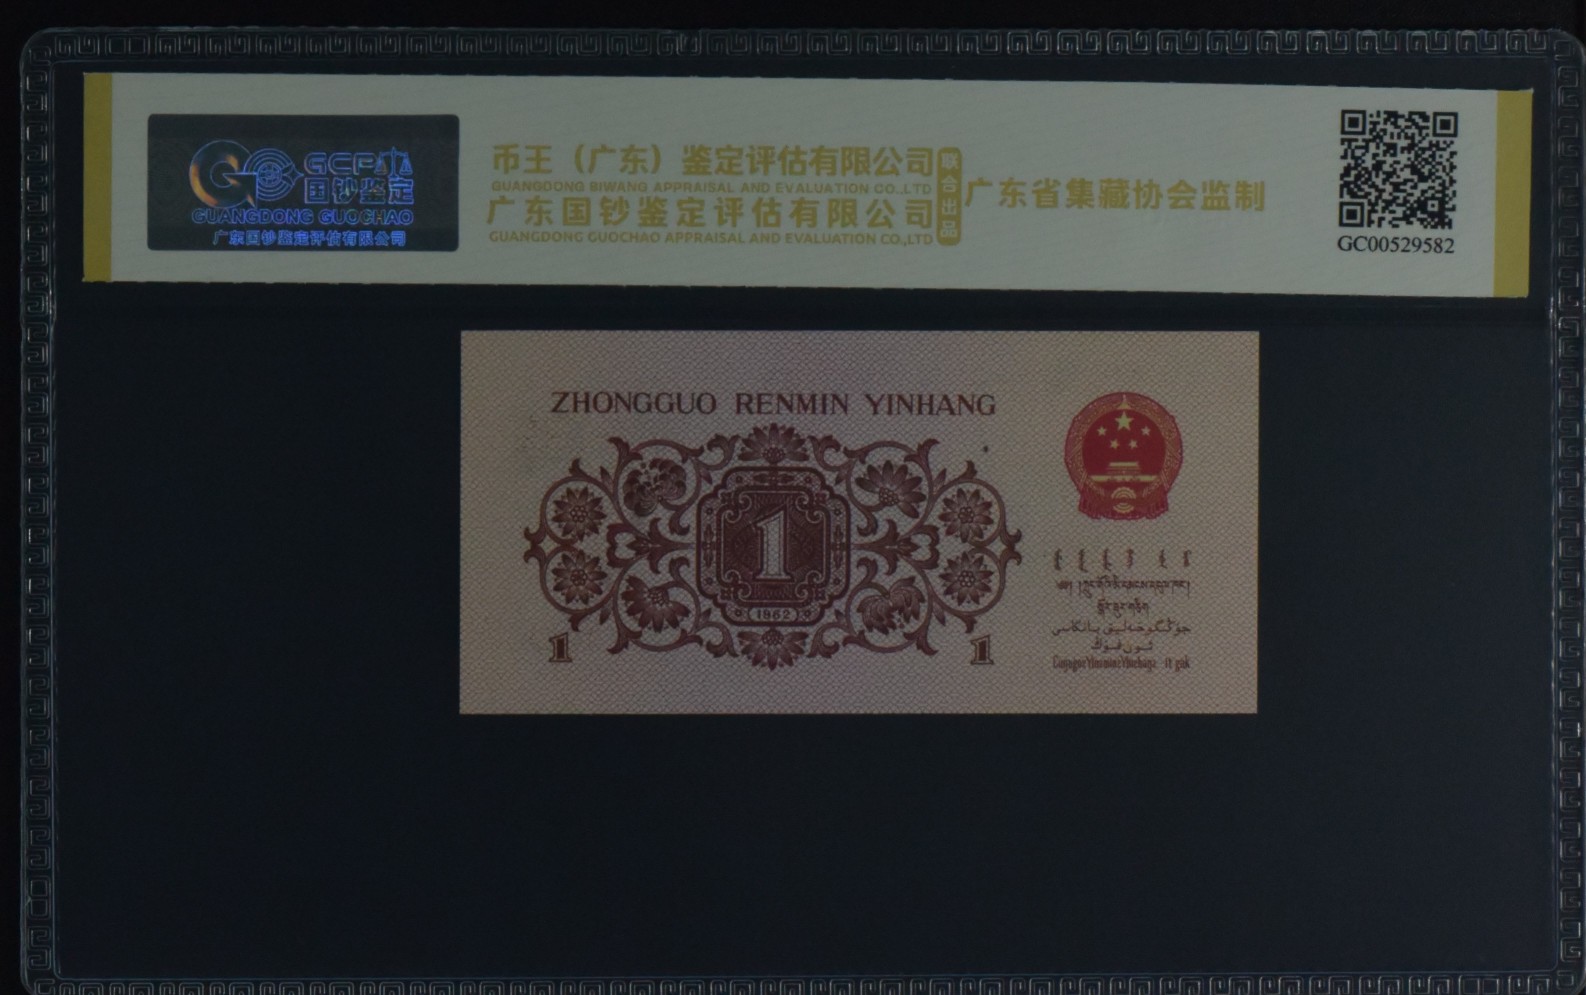 GCPA
国钞鉴定
GUANGDONG GUOCHAO
广东国钞鉴定评估有限公司
币王（广东）鉴定评估有限公司
GUANGDONG BIWANG APPRAISAL AND EVALUATION CO.,LTD
广东国钞鉴定评估有限公司
GUANGDONG GUOCHAO APPRAISAL AND EVALUATION CO.,LTD
联合出品
广东省集藏协会监制
GC00529582
ZHONGGUO RENMIN YINHANG
1
1962
1
1